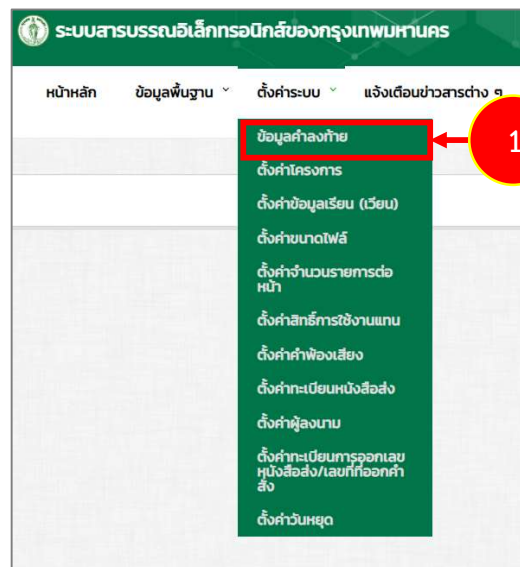 ระบบสารบรรณอิเล็กทรอนิกส์ของกรุงเทพมหานคร
หน้าหลัก ข้อมูลพื้นฐาน ตั้งค่าระบบ แจ้งเตือนข่าวสารต่าง ๆ
ข้อมูลคำลงท้าย
1
ตั้งค่าโครงการ
ตั้งค่าข้อมูลเรียน (เวียน)
ตั้งค่าขนาดไฟล์
ตั้งค่าจำนวนรายการต่อ
หน้า
ตั้งค่าสิทธิ์การใช้งานแทน
ตั้งค่าคำพ้องเสียง
ตั้งค่าทะเบียนหนังสือส่ง
ตั้งค่าผู้ลงนาม
ตั้งค่าทะเบียนการออกเลข
หนังสือส่ง/เลขที่ที่ออกคำ
สั่ง
ตั้งค่าวันหยุด